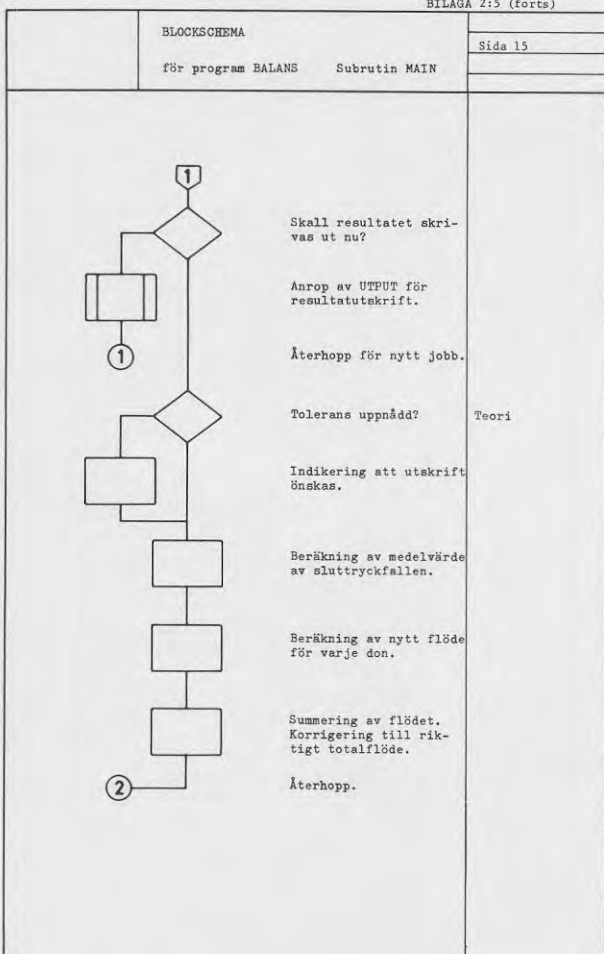 BILAGA 2:5 (forts)
BLOCKSCHEMA
Sida 15
för program BALANS Subrutin MAIN
1
Skall resultatet skri-
vas ut nu?
Anrop av UTPUT för
resultatutskrift.
1
Återhopp för nytt jobb.
Tolerans uppnådd?
Teori
Indikering att utskrift
önskas.
Beräkning av medelvärde
av sluttryckfallen.
Beräkning av nytt flöde
för varje don.
Summering av flödet.
Korrigering till rik-
tigt totalflöde.
2
Återhopp.